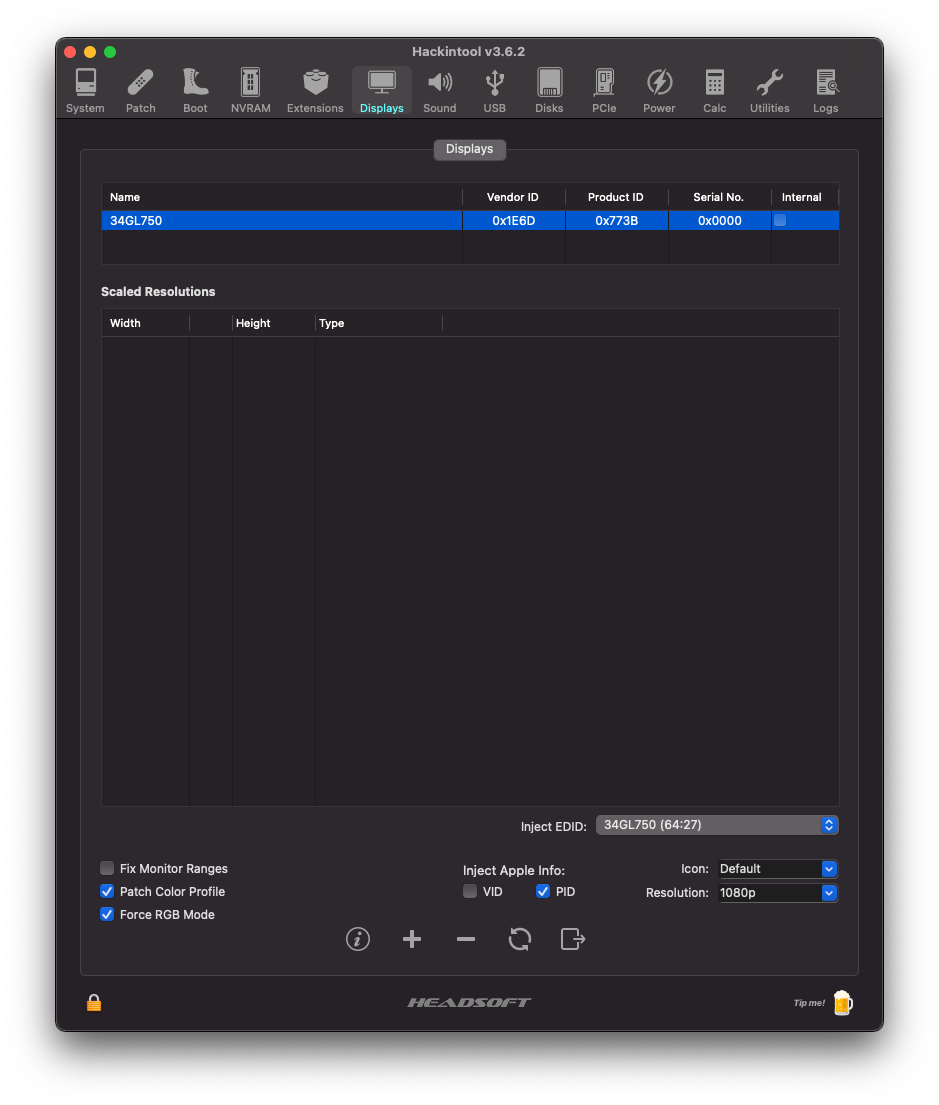 Hackintool v3.6.2
System Patch Boot NVRAM Extensions Displays Sound USB Disks PCIe Power Calc Utilities Logs
Displays
Name Vendor ID Product ID Serial No. Internal
34GL750 0x1E6D 0x773B 0x0000
Scaled Resolutions
Width Height Type
Inject EDID: 34GL750 (64:27)
Fix Monitor Ranges Inject Apple Info: Icon: Default
Patch Color Profile VID PID Resolution: 1080p
Force RGB Mode
HEADSOFT Tip me!